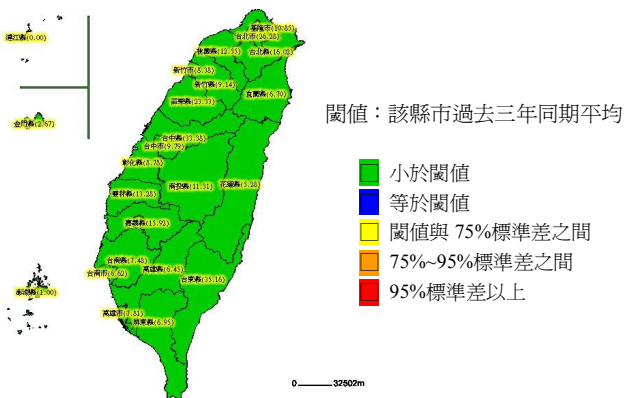 基隆市(10.85)
連江縣(0.00)
台北市(26.28)
桃園縣(12.55)
台北縣(16.02)
新竹市(8.38)
新竹縣(9.14)
宜蘭縣(6.70)
苗栗縣(23.33)
金門縣(2.67)
閾值：該縣市過去三年同期平均
台中縣(33.38)
台中市(9.79)
彰化縣(8.78)
小於閾值
南投縣(11.31)
花蓮縣(5.28)
雲林縣(13.28)
等於閾值
嘉義縣(15.92)
閾值與 75%標準差之間
台南縣(7.48)
高雄縣(6.45)
75%~95%標準差之間
台南市(6.62)
台東縣(35.16)
澎湖縣(1.00)
95%標準差以上
高雄市(7.81)
屏東縣(6.95)
0 32502m